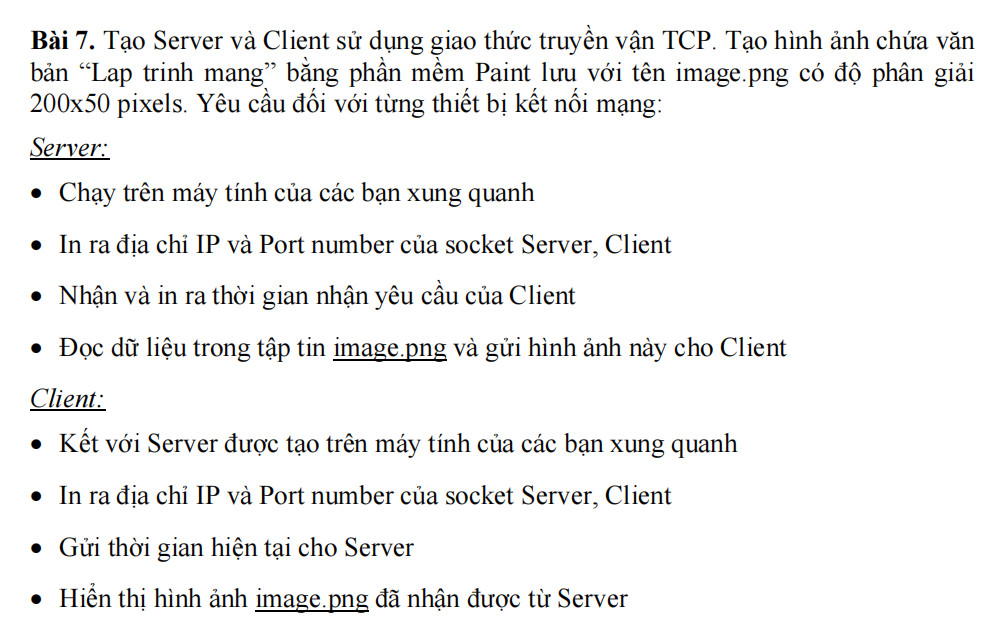 Bài 7. Tạo Server và Client sử dụng giao thức truyền vận TCP. Tạo hình ảnh chứa văn
bản “Lap trinh mang” bằng phần mềm Paint lưu với tên image.png có độ phân giải
200x50 pixels. Yêu cầu đối với từng thiết bị kết nối mạng:
Server:
• Chạy trên máy tính của các bạn xung quanh
• In ra địa chỉ IP và Port number của socket Server, Client
• Nhận và in ra thời gian nhận yêu cầu của Client
• Đọc dữ liệu trong tập tin image.png và gửi hình ảnh này cho Client
Client:
• Kết với Server được tạo trên máy tính của các bạn xung quanh
• In ra địa chỉ IP và Port number của socket Server, Client
• Gửi thời gian hiện tại cho Server
• Hiển thị hình ảnh image.png đã nhận được từ Server